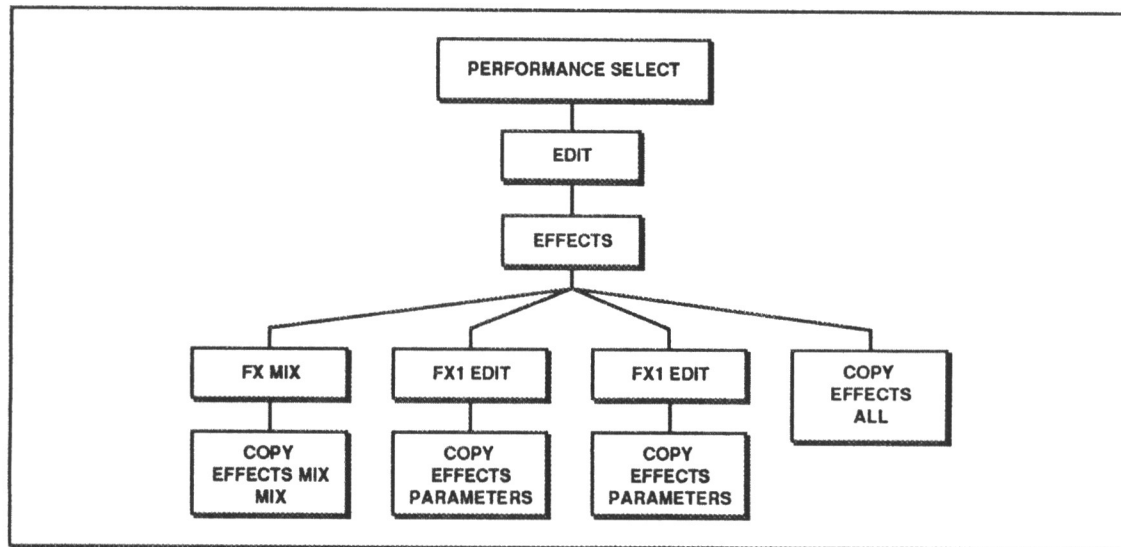 PERFORMANCE SELECT
EDIT
EFFECTS
FX MIX
FX1 EDIT
FX1 EDIT
COPY
EFFECTS
ALL
COPY
EFFECTS MIX
MIX
COPY
EFFECTS
PARAMETERS
COPY
EFFECTS
PARAMETERS